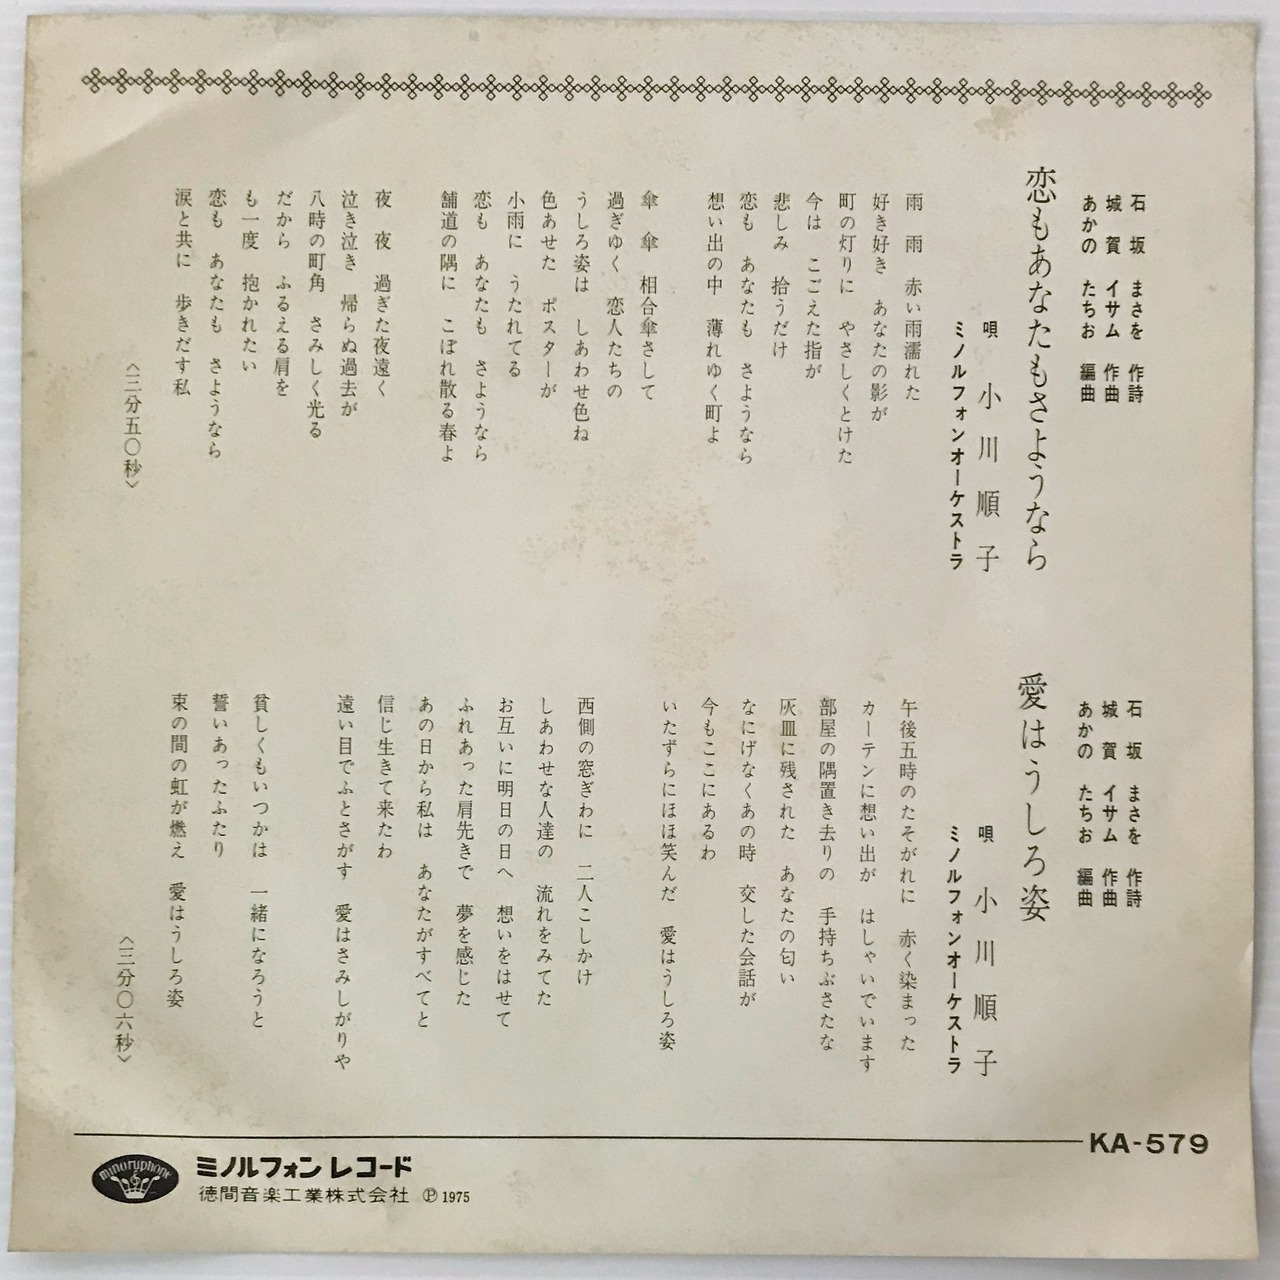 石坂まさを 作詩
城賀イサム 作曲
あかのたちお 編曲
恋もあなたもさようなら
唄 小川順子
ミノルフォンオーケストラ
雨 雨 赤い雨濡れた
好き好き あなたの影が
町の灯りに やさしくとけた
今は こごえた指が
悲しみ 拾うだけ
恋も あなたも さようなら
想い出の中 薄れゆく町よ
傘 傘 相合傘さして
過ぎゆく 恋人たちの
うしろ姿は しあわせ色ね
色あせた ポスターが
小雨に うたれてる
恋も あなたも さようなら
舗道の隅に こぼれ散る春よ
夜 夜 過ぎた夜遠く
泣き泣き 帰らぬ過去が
八時の町角 さみしく光る
だから ふるえる肩を
も一度 抱かれたい
恋も あなたも さようなら
涙と共に 歩きだす私
〈三分五〇秒〉
石坂まさを 作詩
城賀イサム 作曲
あかのたちお 編曲
愛はうしろ姿
唄 小川順子
ミノルフォンオーケストラ
午後五時のたそがれに 赤く染まった
カーテンに想い出が はしゃいでいます
部屋の隅置き去りの 手持ちぶさたな
灰皿に残された あなたの匂い
なにげなくあの時 交した会話が
今もここにあるわ
いたずらにほほ笑んだ 愛はうしろ姿
西側の窓ぎわに 二人こしかけ
しあわせな人達の 流れをみてた
お互いに明日の日へ 想いをはせて
ふれあった肩先きで 夢を感じた
あの日から私は あなたがすべてと
信じ生きて来たわ
遠い目でふとさがす 愛はさみしがりや
貧しくもいつかは 一緒になろうと
誓いあったふたり
束の間の虹が燃え 愛はうしろ姿
〈三分〇六秒〉
KA-579
minoruphone
ミノルフォンレコード
徳間音楽工業株式会社 Ⓟ 1975